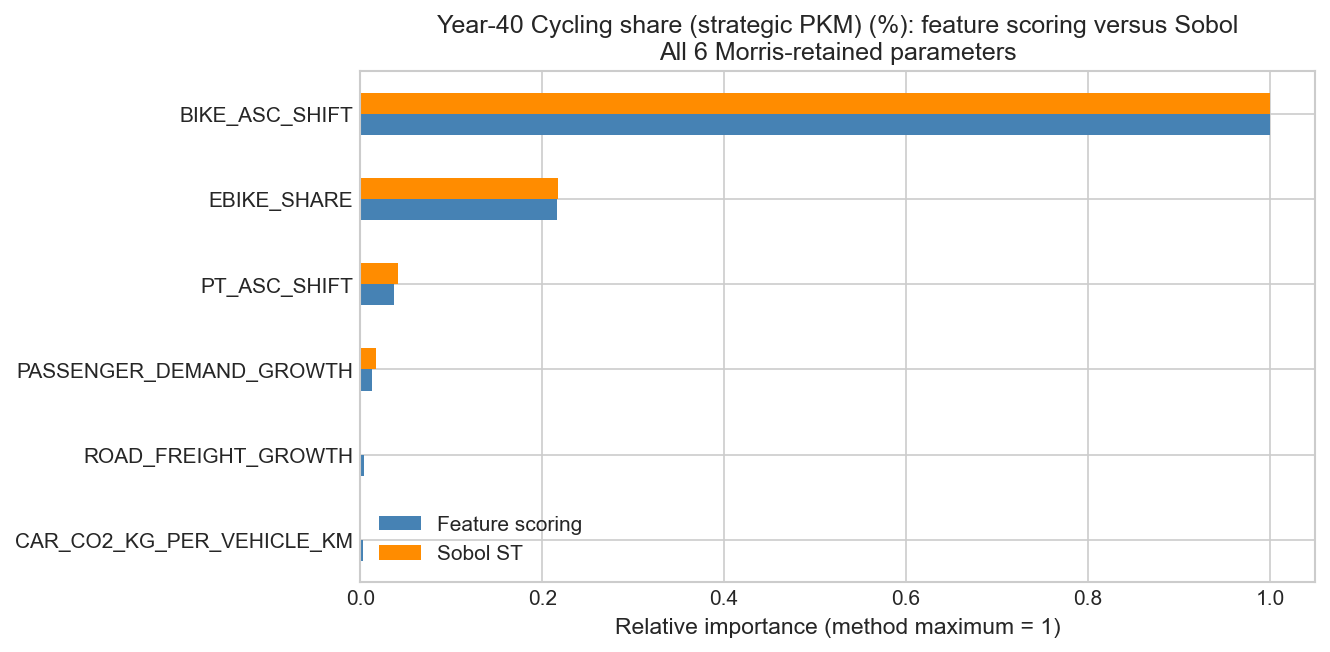 Year-40 Cycling share (strategic PKM) (%): feature scoring versus Sobol
All 6 Morris-retained parameters
BIKE_ASC_SHIFT
EBIKE_SHARE
PT_ASC_SHIFT
PASSENGER_DEMAND_GROWTH
ROAD_FREIGHT_GROWTH
CAR_CO2_KG_PER_VEHICLE_KM
Feature scoring
Sobol ST
0.0 0.2 0.4 0.6 0.8 1.0
Relative importance (method maximum = 1)